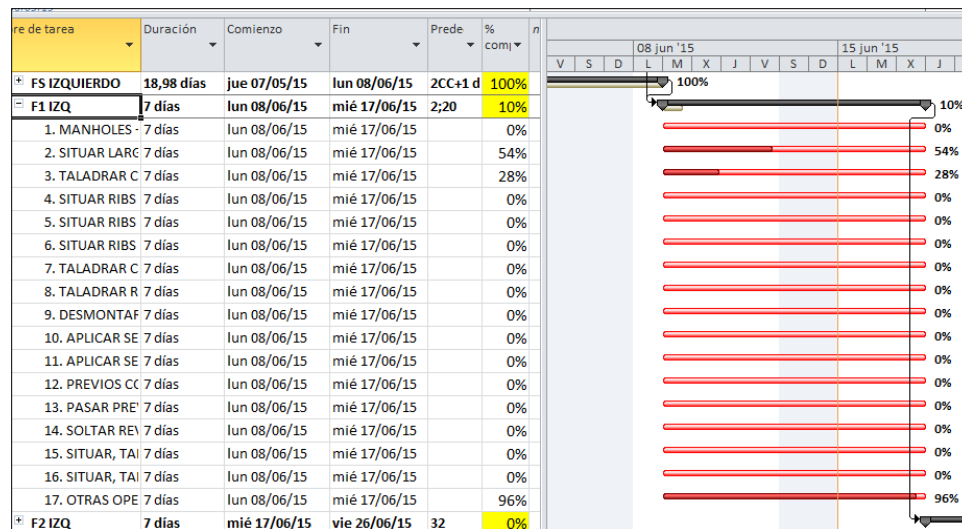 re de tarea Duración Comienzo Fin Prede % comp
08 jun '15 15 jun '15
V S D L M X J V S D L M X J
FS IZQUIERDO 18,98 días jue 07/05/15 lun 08/06/15 2CC+1 d 100% 100%
F1 IZQ 7 días lun 08/06/15 mié 17/06/15 2;20 10% 10%
1. MANHOLES - 7 días lun 08/06/15 mié 17/06/15 0% 0%
2. SITUAR LARG 7 días lun 08/06/15 mié 17/06/15 54% 54%
3. TALADRAR C 7 días lun 08/06/15 mié 17/06/15 28% 28%
4. SITUAR RIBS 7 días lun 08/06/15 mié 17/06/15 0% 0%
5. SITUAR RIBS 7 días lun 08/06/15 mié 17/06/15 0% 0%
6. SITUAR RIBS 7 días lun 08/06/15 mié 17/06/15 0% 0%
7. TALADRAR C 7 días lun 08/06/15 mié 17/06/15 0% 0%
8. TALADRAR R 7 días lun 08/06/15 mié 17/06/15 0% 0%
9. DESMONTAR 7 días lun 08/06/15 mié 17/06/15 0% 0%
10. APLICAR SE 7 días lun 08/06/15 mié 17/06/15 0% 0%
11. APLICAR SE 7 días lun 08/06/15 mié 17/06/15 0% 0%
12. PREVIOS CO 7 días lun 08/06/15 mié 17/06/15 0% 0%
13. PASAR PRE 7 días lun 08/06/15 mié 17/06/15 0% 0%
14. SOLTAR REV 7 días lun 08/06/15 mié 17/06/15 0% 0%
15. SITUAR, TAI 7 días lun 08/06/15 mié 17/06/15 0% 0%
16. SITUAR, TAI 7 días lun 08/06/15 mié 17/06/15 0% 0%
17. OTRAS OPE 7 días lun 08/06/15 mié 17/06/15 96% 96%
F2 IZQ 7 días mié 17/06/15 vie 26/06/15 32 0%